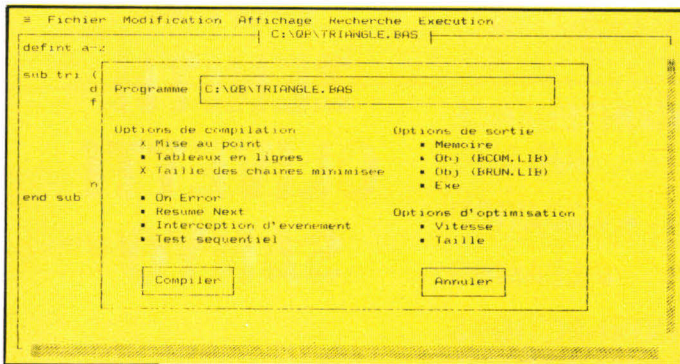 ≡ Fichier Modification Affichage Recherche Execution
C:\QB\TRIANGLE.BAS
defint a-z
sub tri (
d
f
n
end sub
Programme C:\QB\TRIANGLE.BAS
Options de compilation
X Mise au point
▪ Tableaux en lignes
X Taille des chaines minimisee
▪ On Error
▪ Resume Next
▪ Interception d'evenement
▪ Test sequentiel
Options de sortie
▪ Memoire
▪ Obj (BCOM.LIB)
▪ Obj (BRUN.LIB)
▪ Exe
Options d'optimisation
▪ Vitesse
▪ Taille
Compiler
Annuler